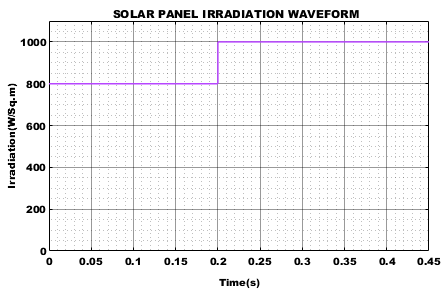 SOLAR PANEL IRRADIATION WAVEFORM
Irradiation(W/Sq.m)
1000
800
600
400
200
0
0 0.05 0.1 0.15 0.2 0.25 0.3 0.35 0.4 0.45
Time(s)